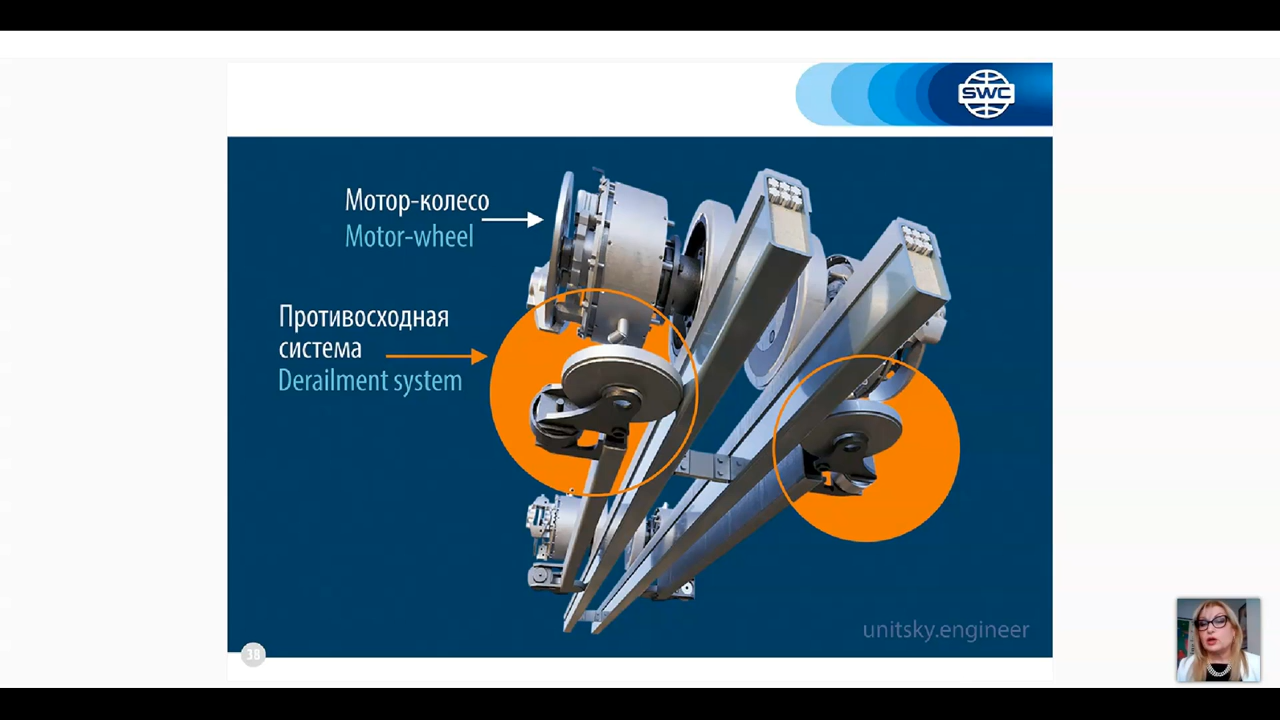 SWC
Мотор-колесо
Motor-wheel
Противосходная
система
Derailment system
unitsky.engineer
38